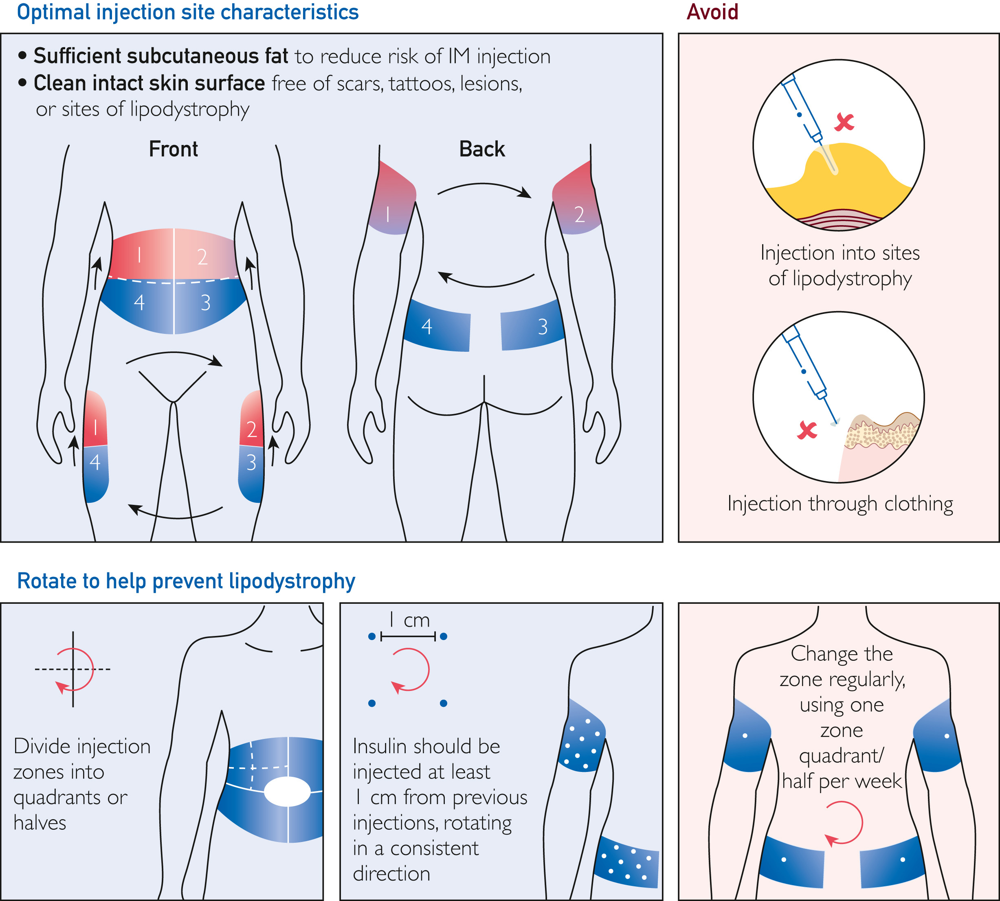 Optimal injection site characteristics
• Sufficient subcutaneous fat to reduce risk of IM injection
• Clean intact skin surface free of scars, tattoos, lesions,
or sites of lipodystrophy
Front
Back
1
2
4
3
1
2
4
3
1
2
4
3
Avoid
Injection into sites
of lipodystrophy
Injection through clothing
Rotate to help prevent lipodystrophy
Divide injection
zones into
quadrants or
halves
1 cm
Insulin should be
injected at least
1 cm from previous
injections, rotating
in a consistent
direction
Change the
zone regularly,
using one
zone
quadrant/
half per week